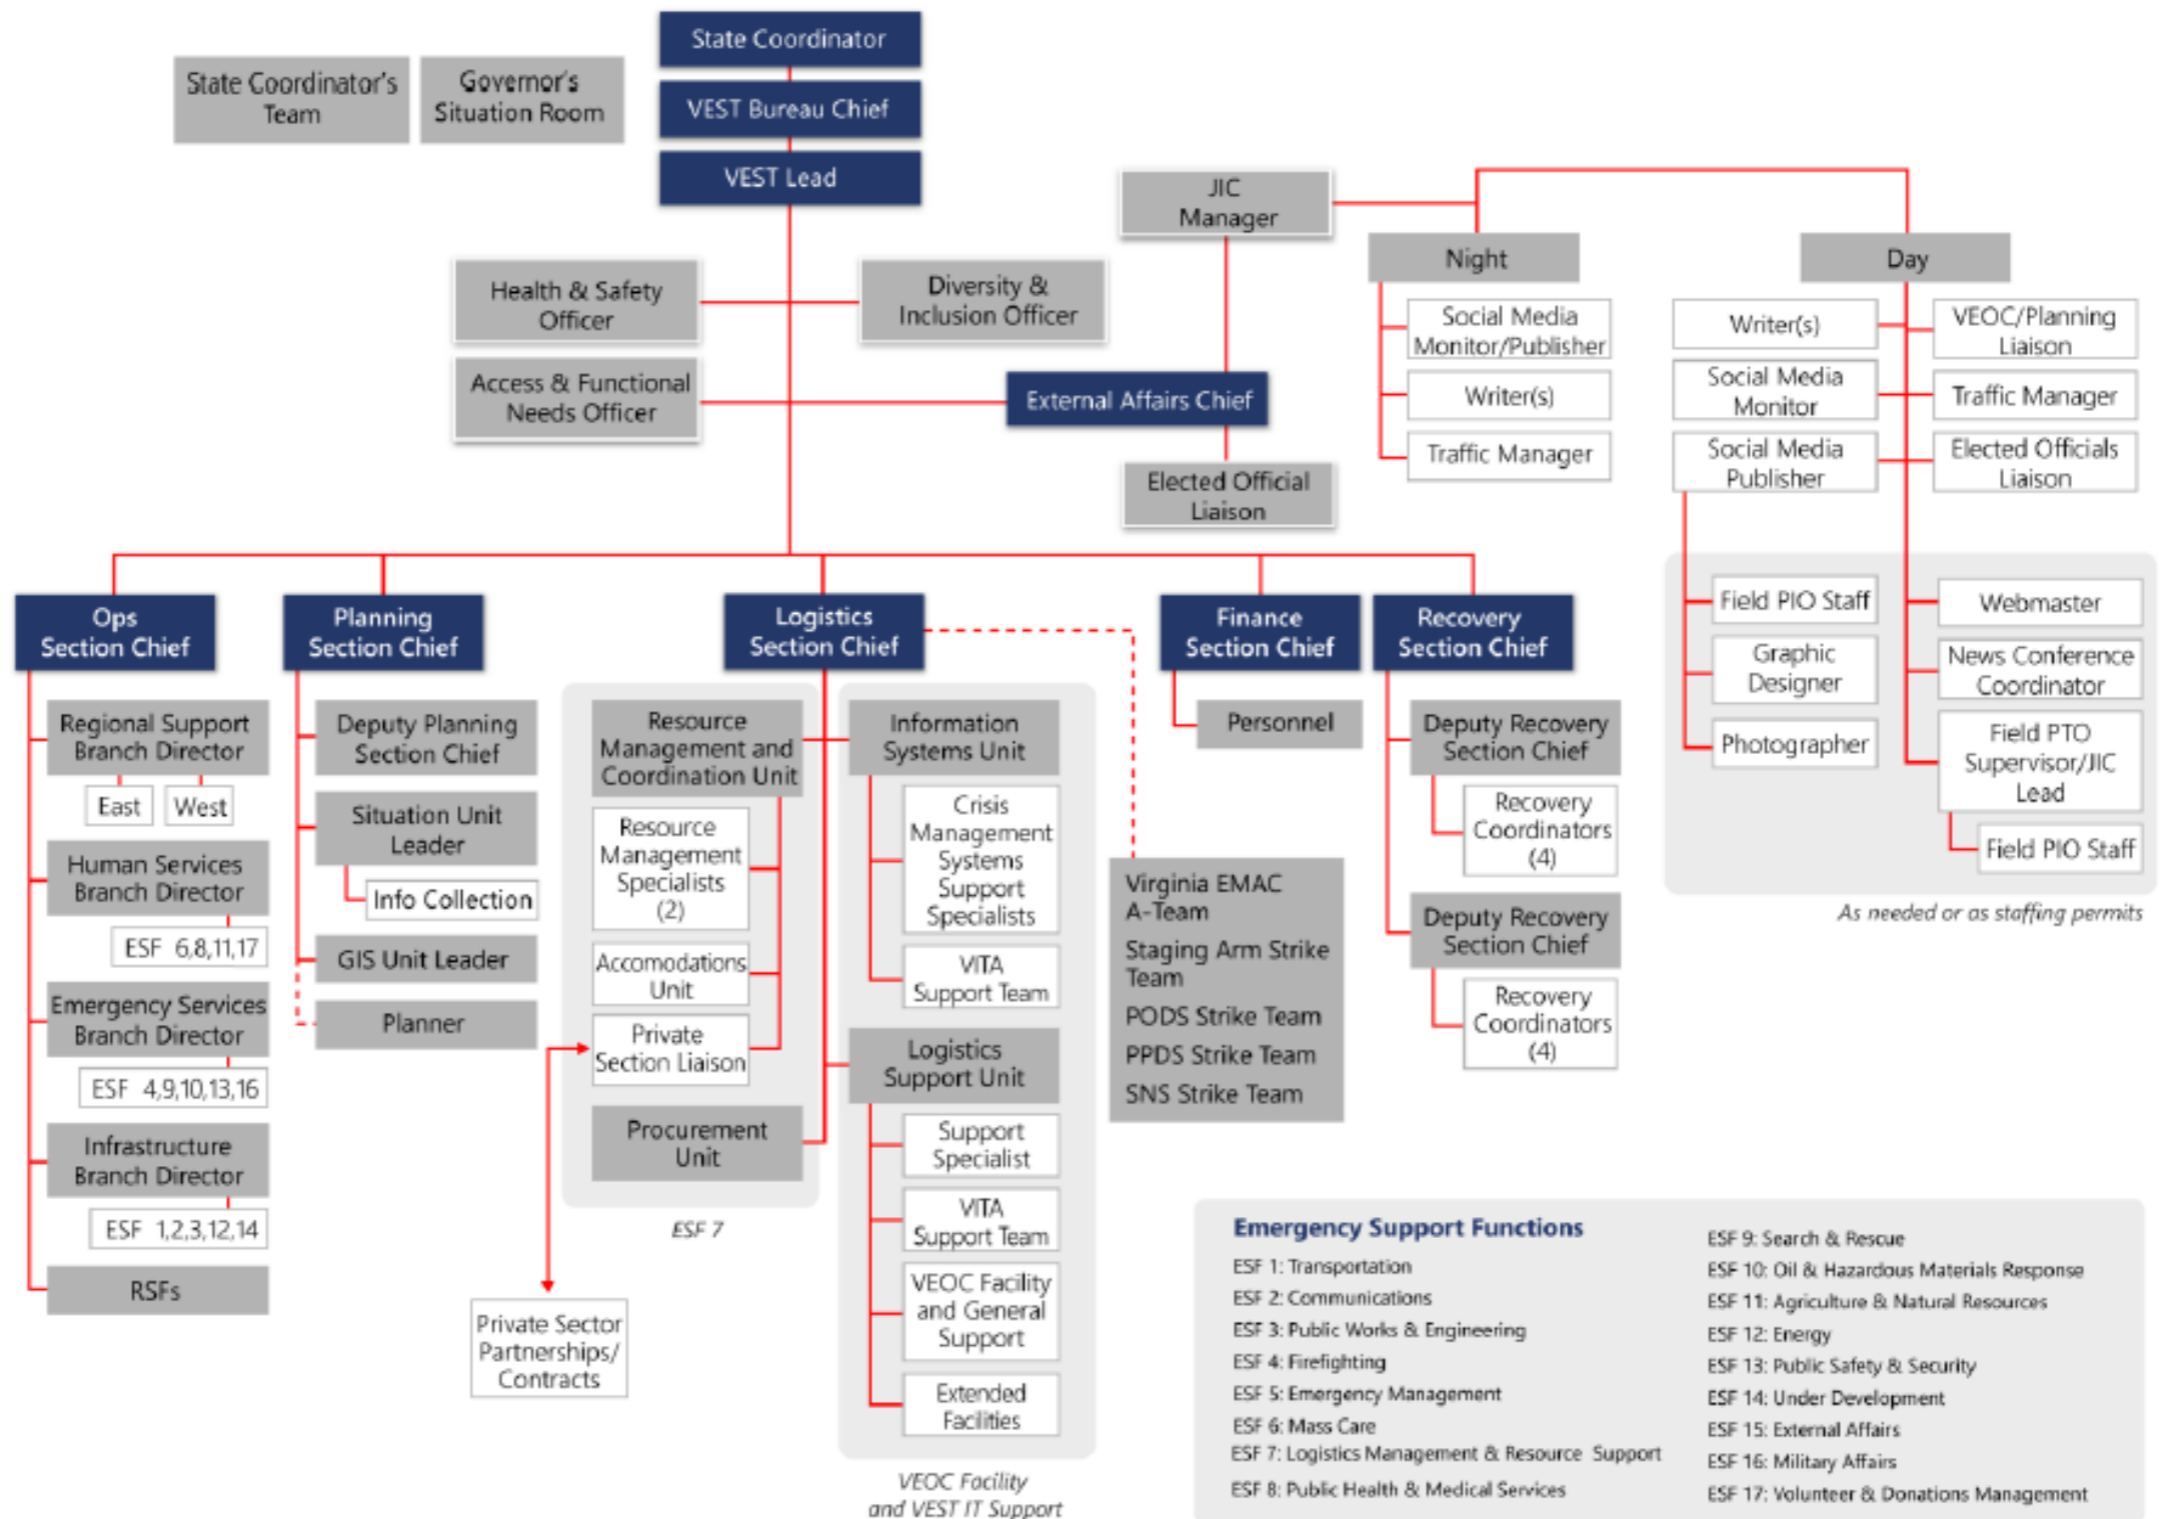 State Coordinator
State Coordinator's
Team
Governor's
Situation Room
VEST Bureau Chief
VEST Lead
JIC
Manager
Night
Day
Health & Safety
Officer
Diversity &
Inclusion Officer
Access & Functional
Needs Officer
External Affairs Chief
Elected Official
Liaison
Social Media
Monitor/Publisher
Writer(s)
Traffic Manager
Writer(s)
VEOC/Planning
Liaison
Social Media
Monitor
Traffic Manager
Social Media
Publisher
Elected Officials
Liaison
Field PIO Staff
Graphic
Designer
Photographer
Webmaster
News Conference
Coordinator
Field PTO
Supervisor/JIC
Lead
Field PIO Staff
As needed or as staffing permits
Ops
Section Chief
Regional Support
Branch Director
East
West
Human Services
Branch Director
ESF 6,8,11,17
Emergency Services
Branch Director
ESF 4,9,10,13,16
Infrastructure
Branch Director
ESF 1,2,3,12,14
RSFs
Planning
Section Chief
Deputy Planning
Section Chief
Situation Unit
Leader
Info Collection
GIS Unit Leader
Planner
Logistics
Section Chief
Resource
Management and
Coordination Unit
Resource
Management
Specialists
(2)
Accomodations
Unit
Private
Section Liaison
Procurement
Unit
ESF 7
Private Sector
Partnerships/
Contracts
Information
Systems Unit
Crisis
Management
Systems
Support
Specialists
VITA
Support Team
Logistics
Support Unit
Support
Specialist
VITA
Support Team
VEOC Facility
and General
Support
Extended
Facilities
VEOC Facility
and VEST IT Support
Virginia EMAC
A-Team
Staging Arm Strike
Team
PODS Strike Team
PPDS Strike Team
SNS Strike Team
Finance
Section Chief
Personnel
Recovery
Section Chief
Deputy Recovery
Section Chief
Recovery
Coordinators
(4)
Deputy Recovery
Section Chief
Recovery
Coordinators
(4)
Emergency Support Functions
ESF 1: Transportation
ESF 2: Communications
ESF 3: Public Works & Engineering
ESF 4: Firefighting
ESF 5: Emergency Management
ESF 6: Mass Care
ESF 7: Logistics Management & Resource Support
ESF 8: Public Health & Medical Services
ESF 9: Search & Rescue
ESF 10: Oil & Hazardous Materials Response
ESF 11: Agriculture & Natural Resources
ESF 12: Energy
ESF 13: Public Safety & Security
ESF 14: Under Development
ESF 15: External Affairs
ESF 16: Military Affairs
ESF 17: Volunteer & Donations Management